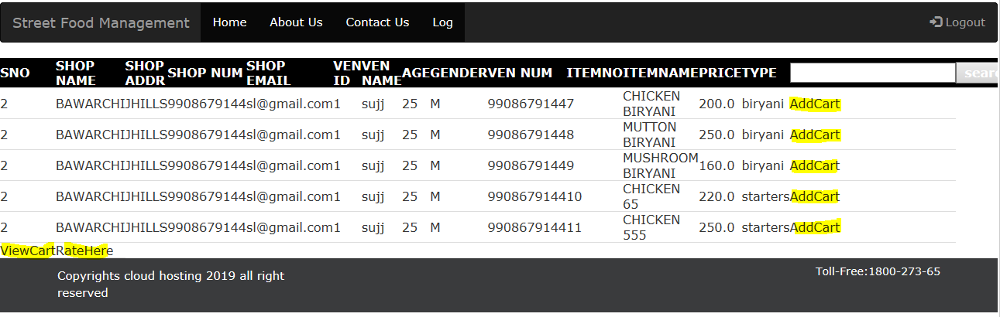 Street Food Management Home About Us Contact Us Log Logout
SNO SHOP NAME SHOP ADDR SHOP NUM SHOP EMAIL VEN ID VEN NAME AGE GENDER VEN NUM ITEMNO ITEMNAME PRICE TYPE
2 BAWARCHI JHILLS 9908679144 sl@gmail.com 1 sujj 25 M 9908679144 7 CHICKEN BIRYANI 200.0 biryani AddCart
2 BAWARCHI JHILLS 9908679144 sl@gmail.com 1 sujj 25 M 9908679144 8 MUTTON BIRYANI 250.0 biryani AddCart
2 BAWARCHI JHILLS 9908679144 sl@gmail.com 1 sujj 25 M 9908679144 9 MUSHROOM BIRYANI 160.0 biryani AddCart
2 BAWARCHI JHILLS 9908679144 sl@gmail.com 1 sujj 25 M 9908679144 10 CHICKEN 65 220.0 starters AddCart
2 BAWARCHI JHILLS 9908679144 sl@gmail.com 1 sujj 25 M 9908679144 11 CHICKEN 555 250.0 starters AddCart
ViewCart RateHere
Copyrights cloud hosting 2019 all right
reserved
Toll-Free:1800-273-65